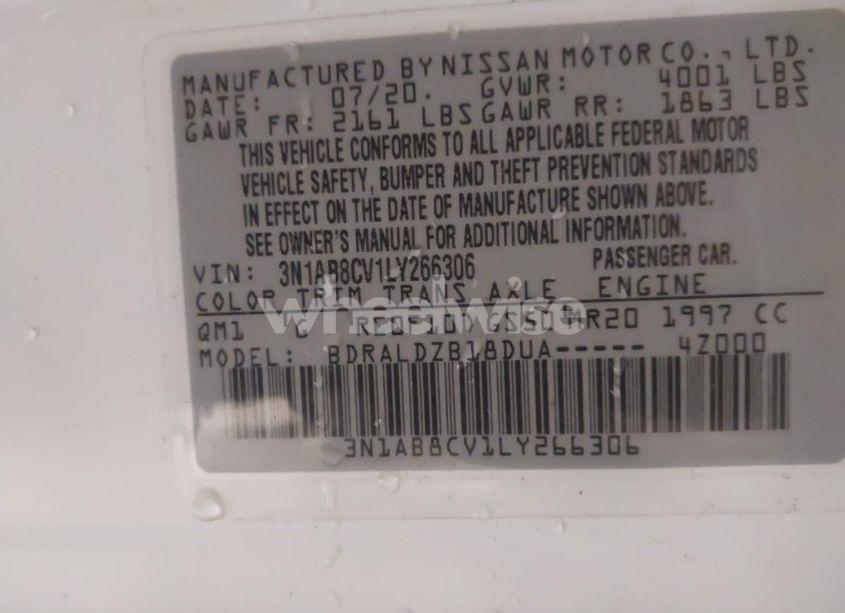 MANUFACTURED BY NISSAN MOTOR CO., LTD.
DATE: 07/20. GVWR: 4001 LBS
GAWR FR: 2161 LBS GAWR RR: 1863 LBS
THIS VEHICLE CONFORMS TO ALL APPLICABLE FEDERAL MOTOR
VEHICLE SAFETY, BUMPER AND THEFT PREVENTION STANDARDS
IN EFFECT ON THE DATE OF MANUFACTURE SHOWN ABOVE.
SEE OWNER'S MANUAL FOR ADDITIONAL INFORMATION.
VIN: 3N1AB8CV1LY266306 PASSENGER CAR.
COLOR TRIM TRANS AXLE ENGINE
wheelwise
QM1 G MR20 1997 CC
MODEL: BDRALDZB18DUA----- 4Z000
3N1AB8CV1LY266306